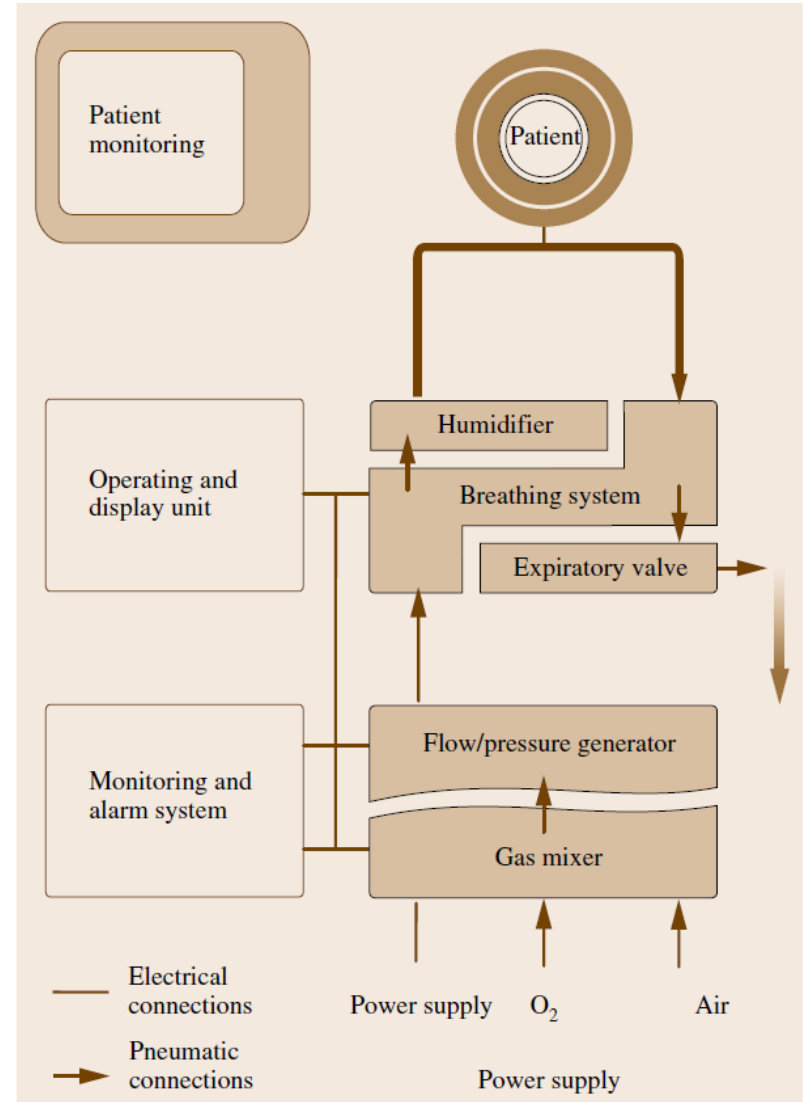 Patient
monitoring
Patient
Humidifier
Operating and
display unit
Breathing system
Expiratory valve
Flow/pressure generator
Monitoring and
alarm system
Gas mixer
Electrical
connections
Power supply
O₂
Air
Pneumatic
connections
Power supply